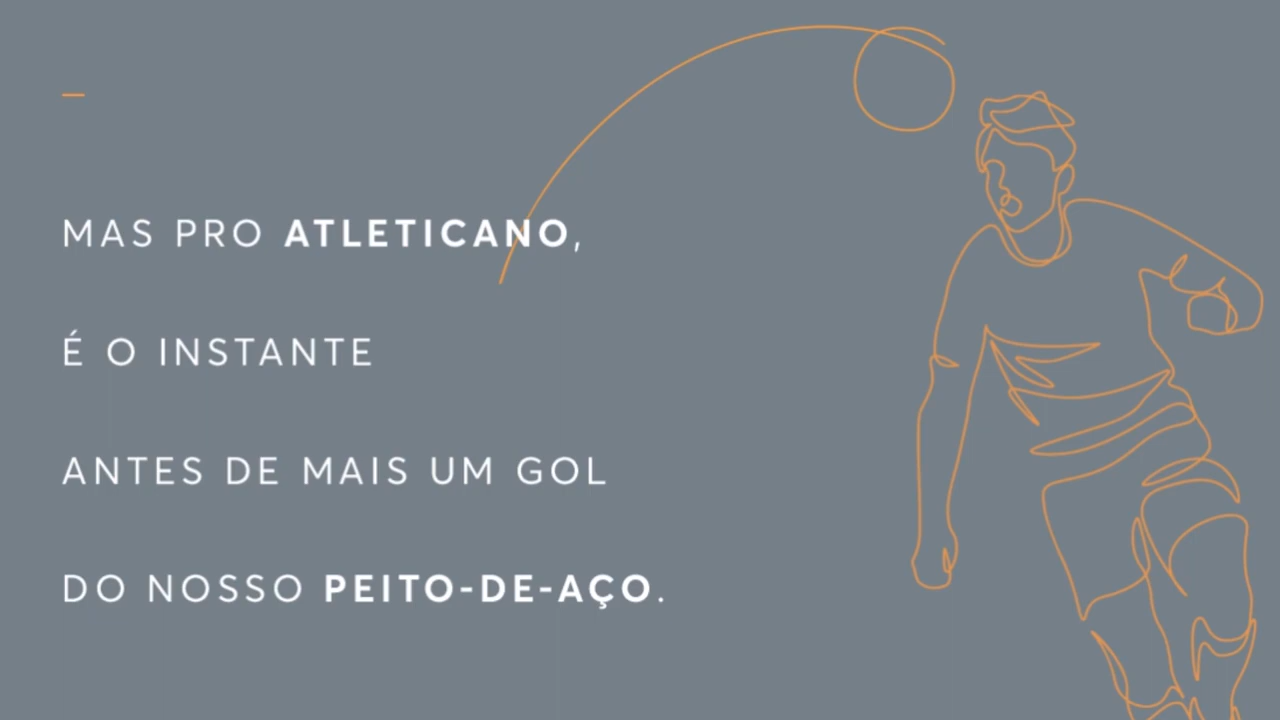 MAS PRO ATLETICANO,
É O INSTANTE
ANTES DE MAIS UM GOL
DO NOSSO PEITO-DE-AÇO.